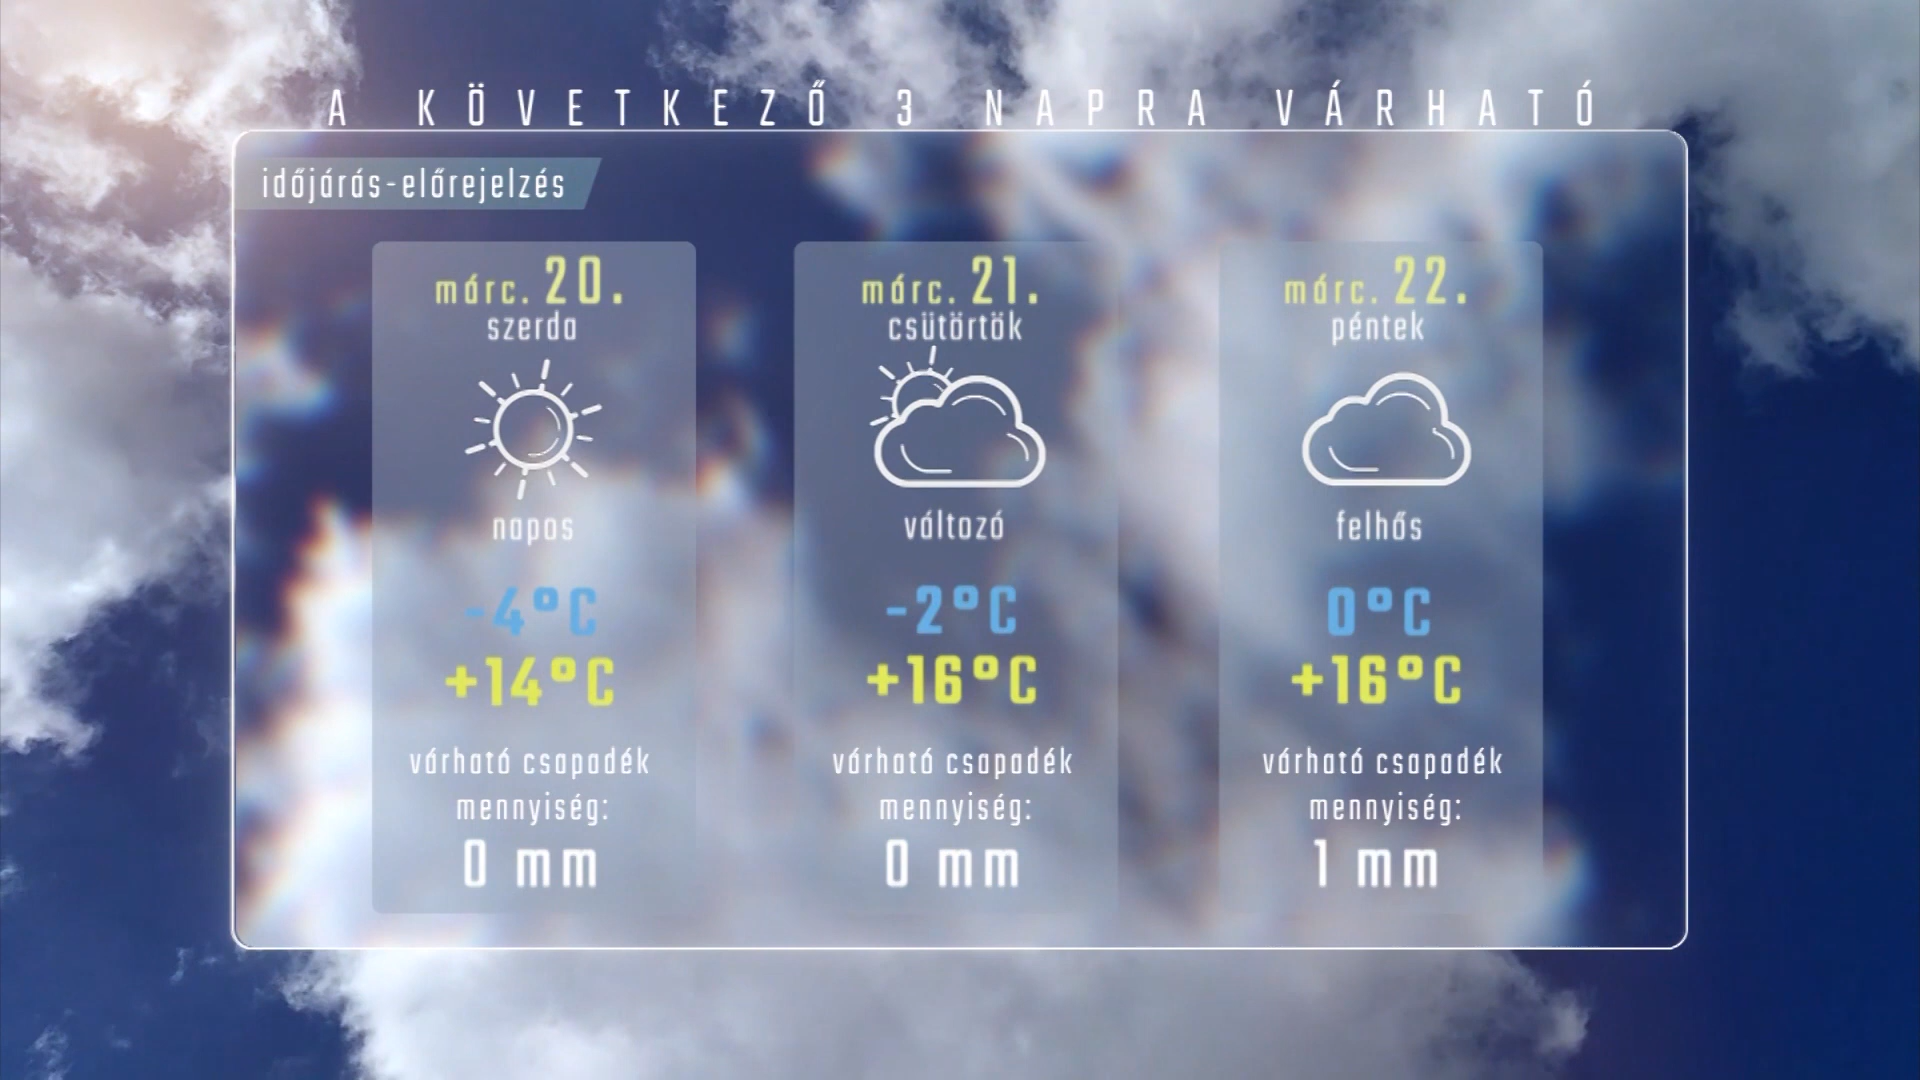 A KÖVETKEZŐ 3 NAPRA VÁRHATÓ
időjárás-előrejelzés
márc. 20.
szerda
napos
-4°C
+14°C
várható csapadék
mennyiség:
0 mm
márc. 21.
csütörtök
változó
-2°C
+16°C
várható csapadék
mennyiség:
0 mm
márc. 22.
péntek
felhős
0°C
+16°C
várható csapadék
mennyiség:
1 mm